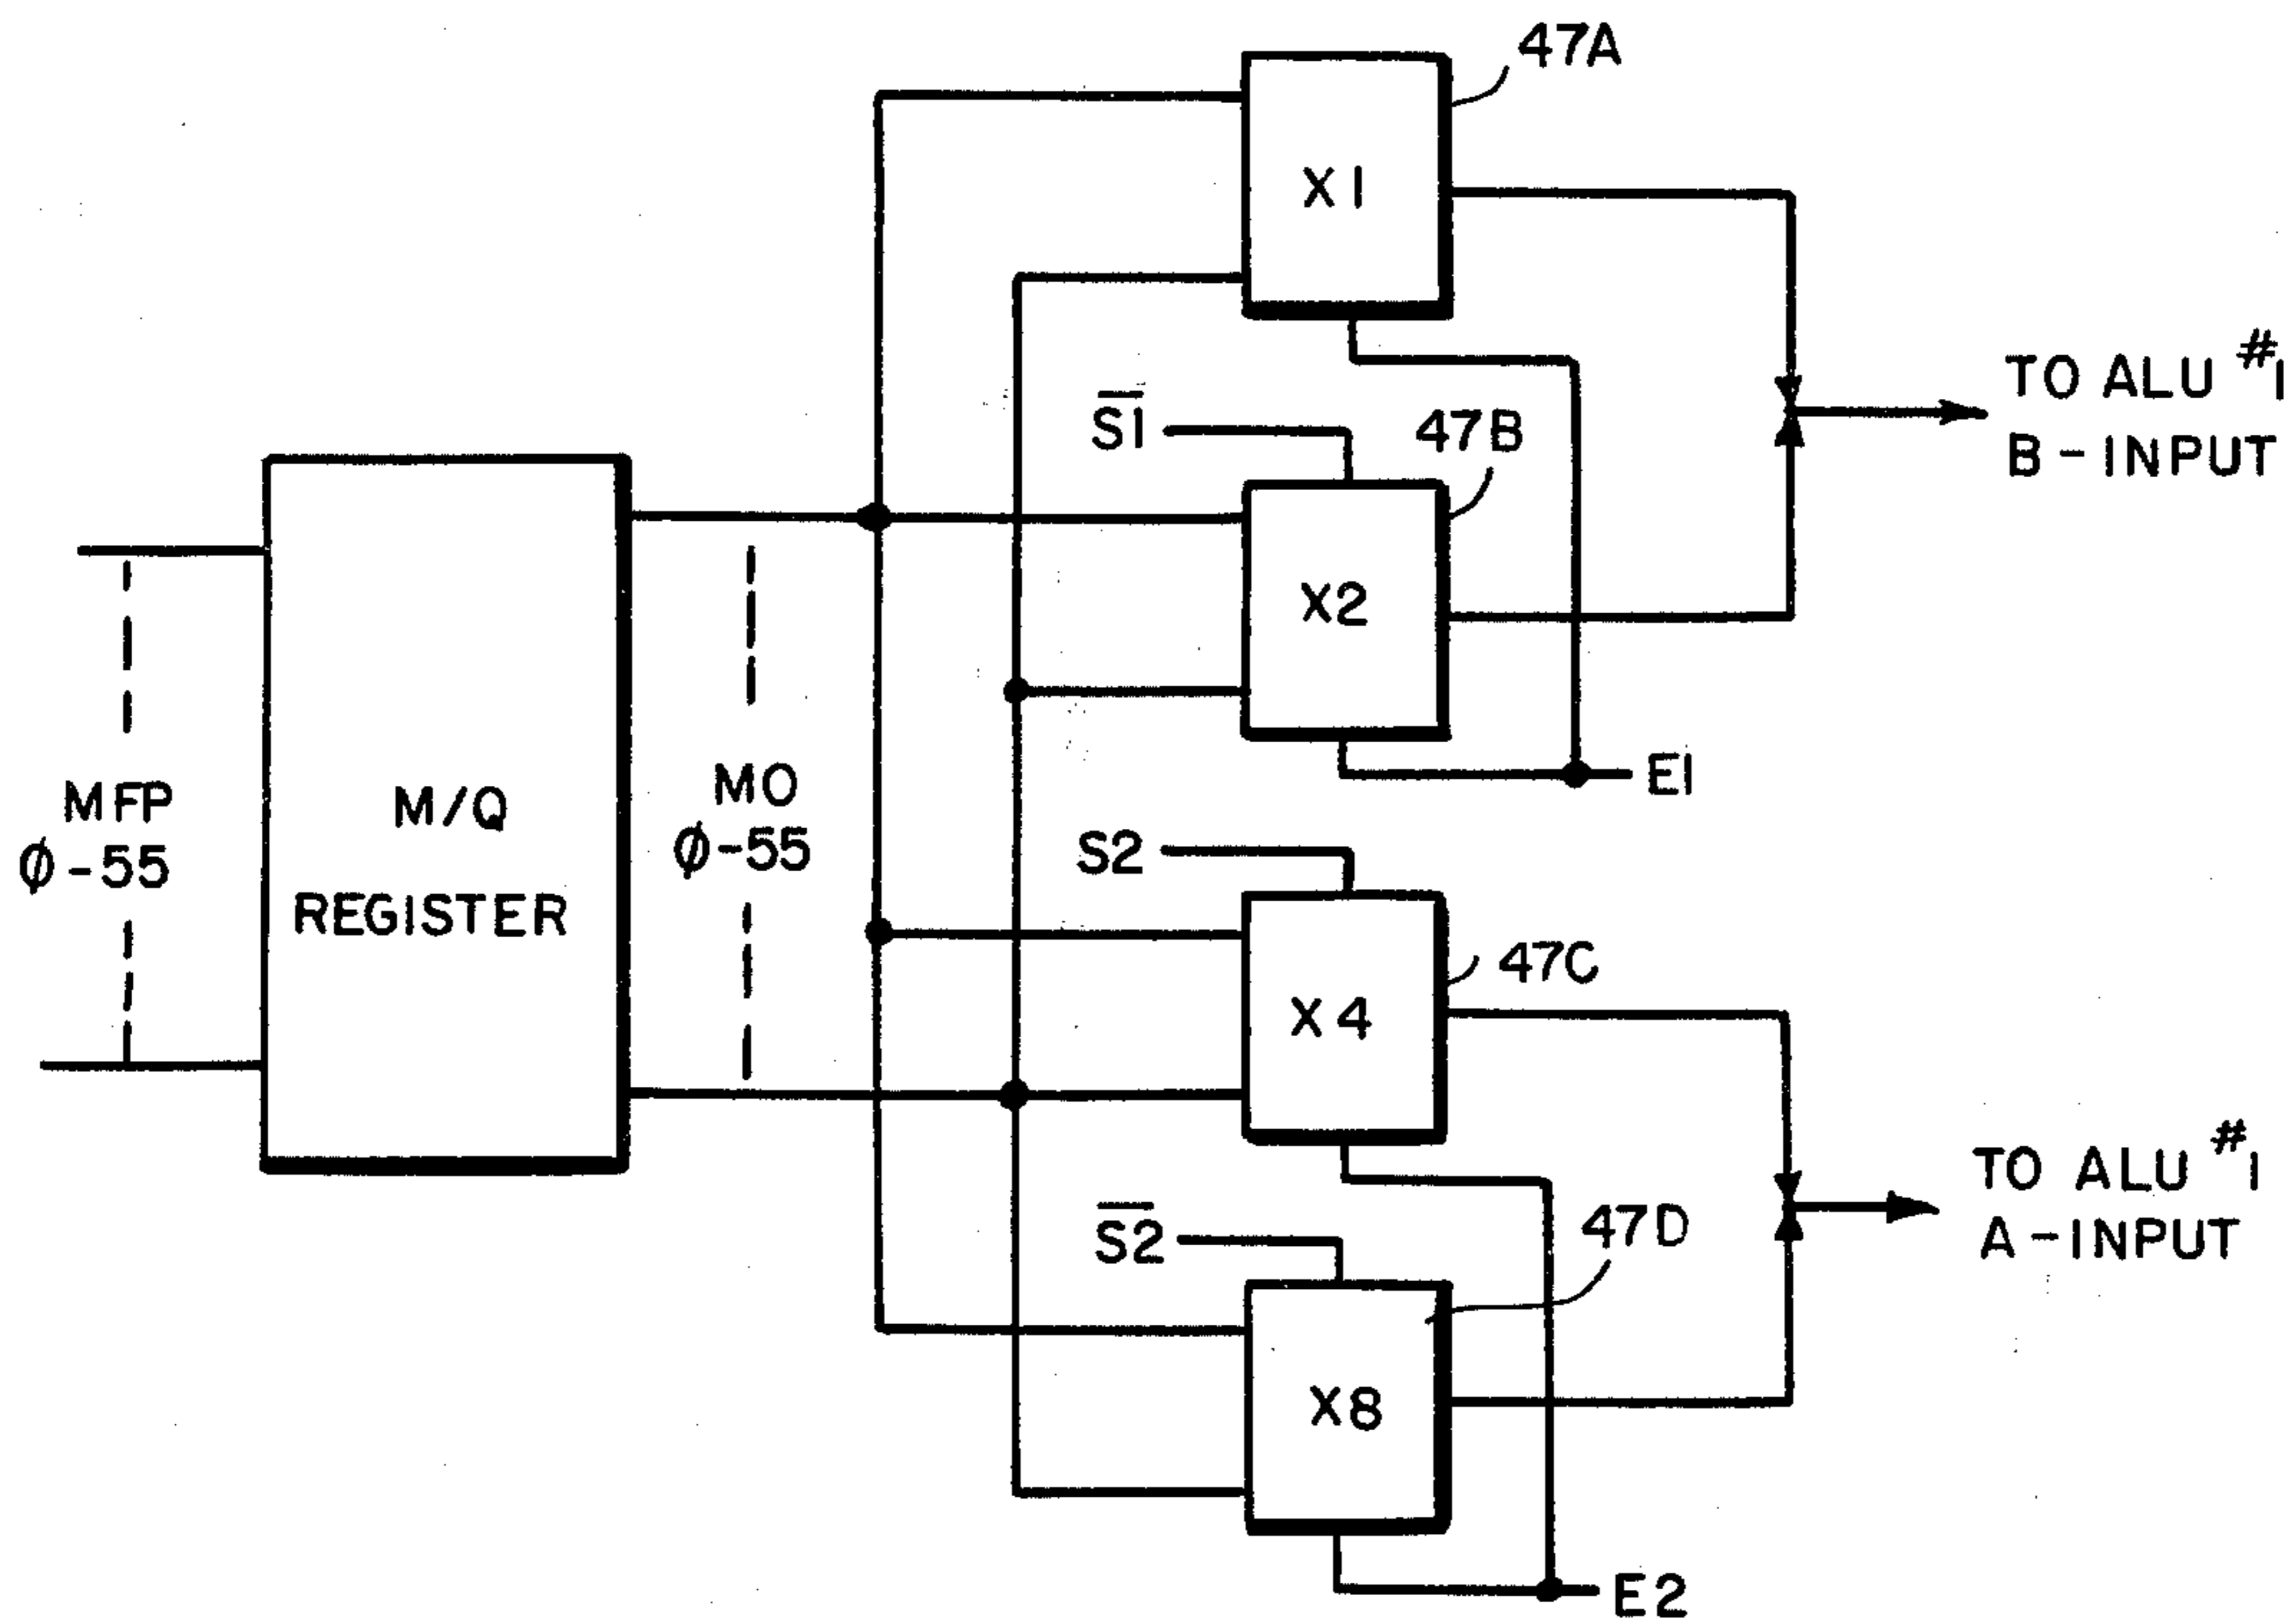 47A
X1
TO ALU #1
B-INPUT
S̅1̅
47B
X2
E1
MFP
Ø-55
M/Q
REGISTER
MO
Ø-55
S2
47C
X4
TO ALU #1
A-INPUT
S̅2̅
47D
X8
E2